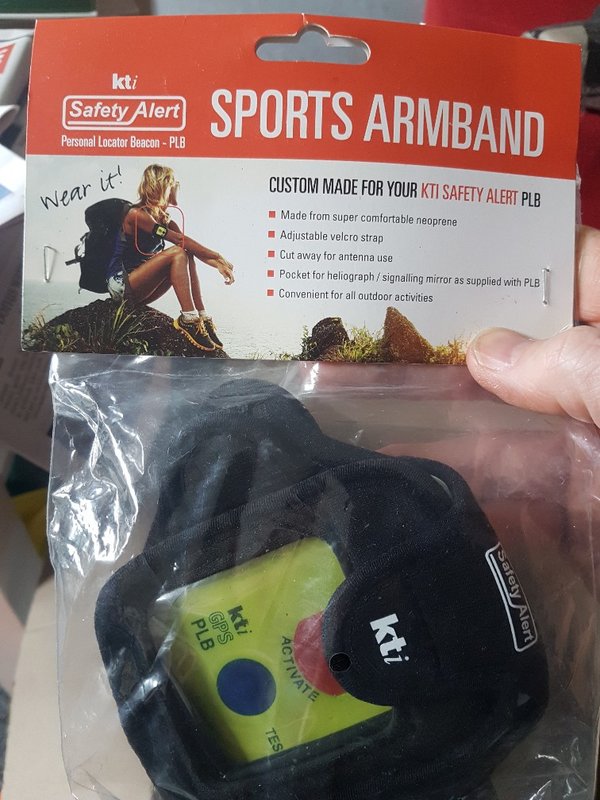 kti
Safety Alert
Personal Locator Beacon - PLB
SPORTS ARMBAND
Wear it!
CUSTOM MADE FOR YOUR KTI SAFETY ALERT PLB
Made from super comfortable neoprene
Adjustable velcro strap
Cut away for antenna use
Pocket for heliograph / signalling mirror as supplied with PLB
Convenient for all outdoor activities
Safety Alert
kti
kti
GPS
PLB
ACTIVATE
TES